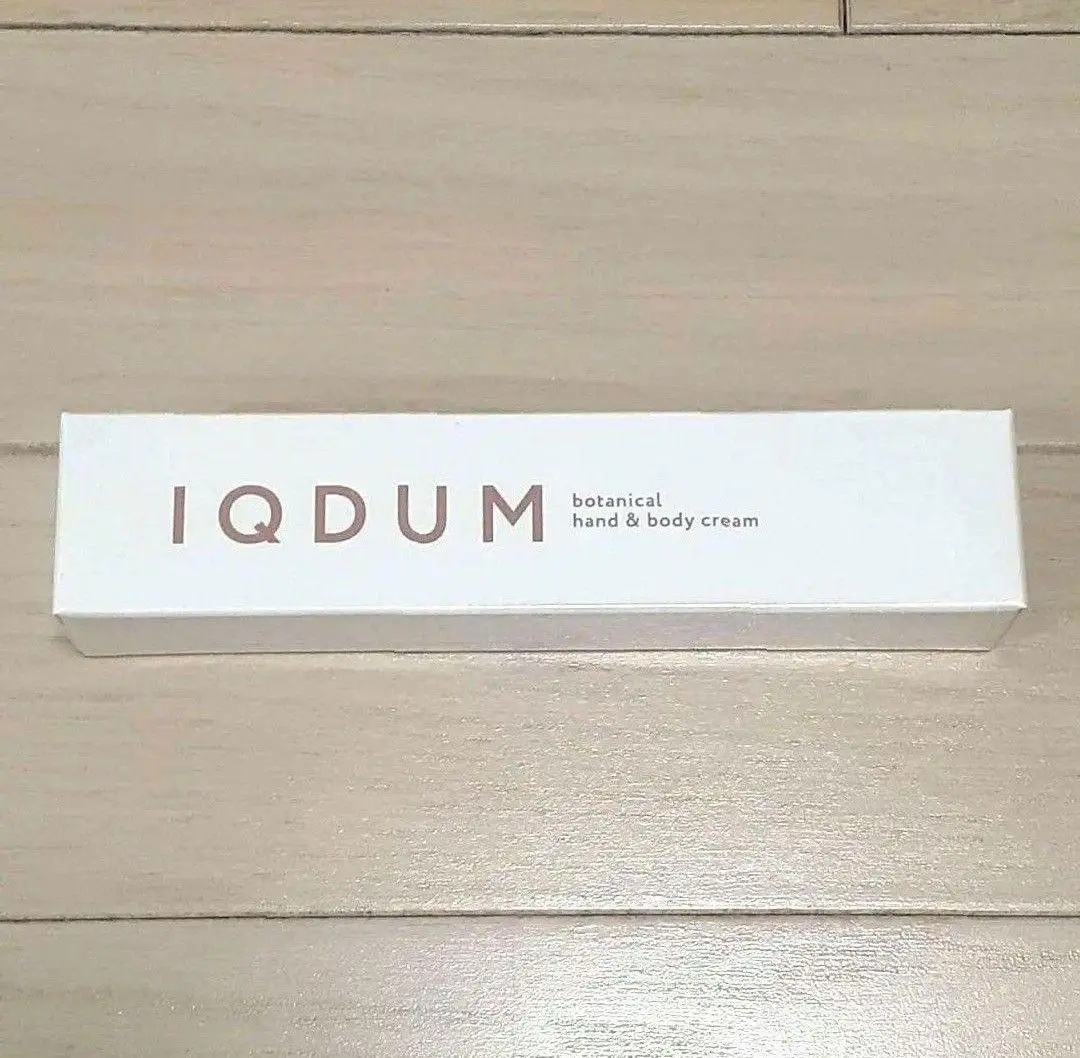 IQDUM
botanical
hand & body cream